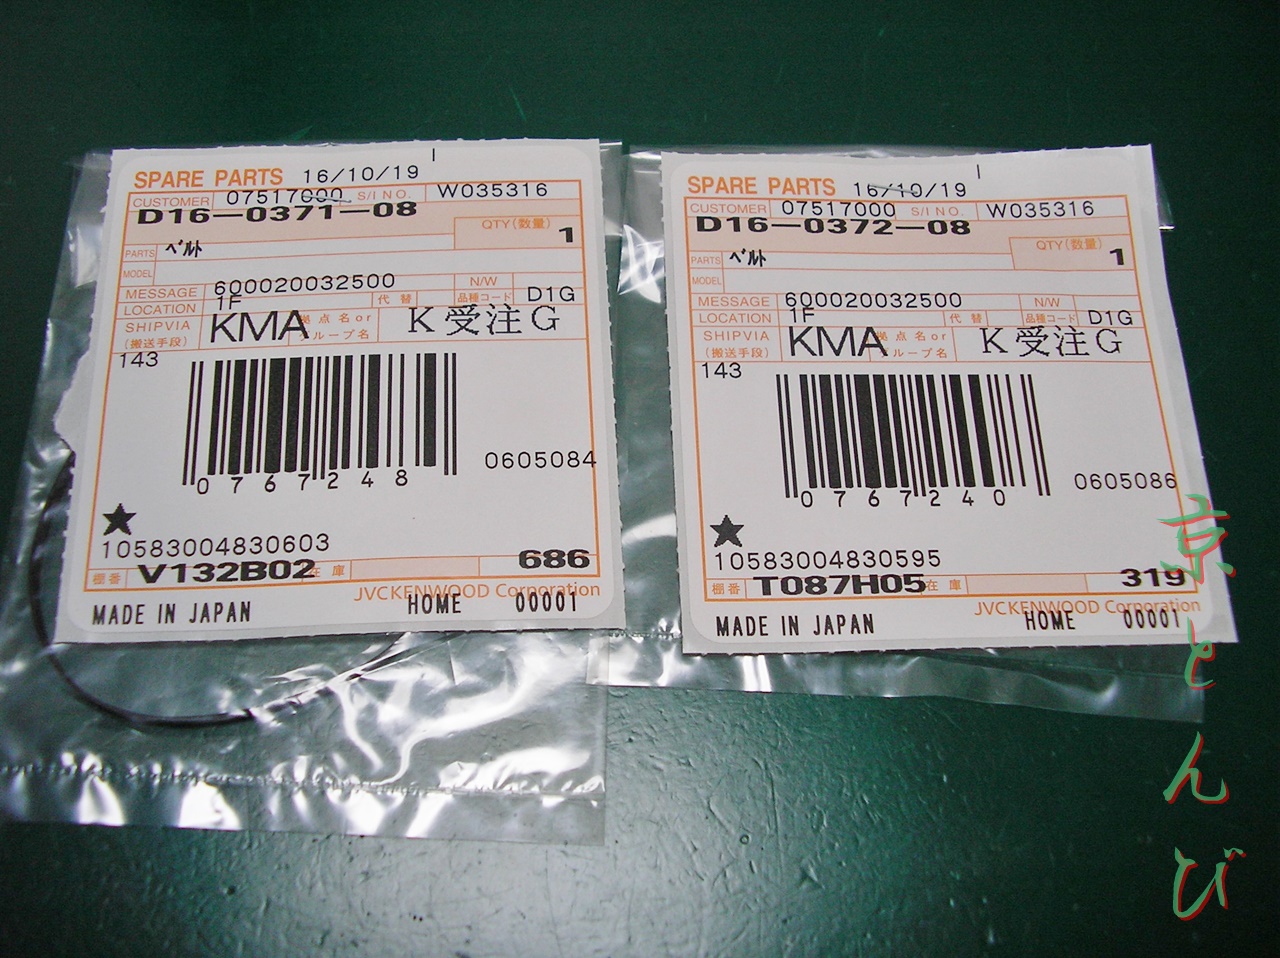 SPARE PARTS 16/10/19
CUSTOMER 07517000 S/I NO. W035316
D16-0371-08
QTY(数量) 1
PARTS ベルト
MODEL
MESSAGE 600020032500 N/W
LOCATION 1F 代替 品種コード D1G
SHIPVIA (搬送手段) KMA 拠点名or グループ名 K受注G
143
0767248
0605084
★
10583004830603
棚番 V132B02 在庫 686
JVCKENWOOD Corporation
MADE IN JAPAN HOME 00001
SPARE PARTS 16/10/19
CUSTOMER 07517000 S/I NO. W035316
D16-0372-08
QTY(数量) 1
PARTS ベルト
MODEL
MESSAGE 600020032500 N/W
LOCATION 1F 代替 品種コード D1G
SHIPVIA (搬送手段) KMA 拠点名or グループ名 K受注G
143
0767240
0605086
★
10583004830595
棚番 T087H05 在庫 319
JVCKENWOOD Corporation
MADE IN JAPAN HOME 00001
京とんび